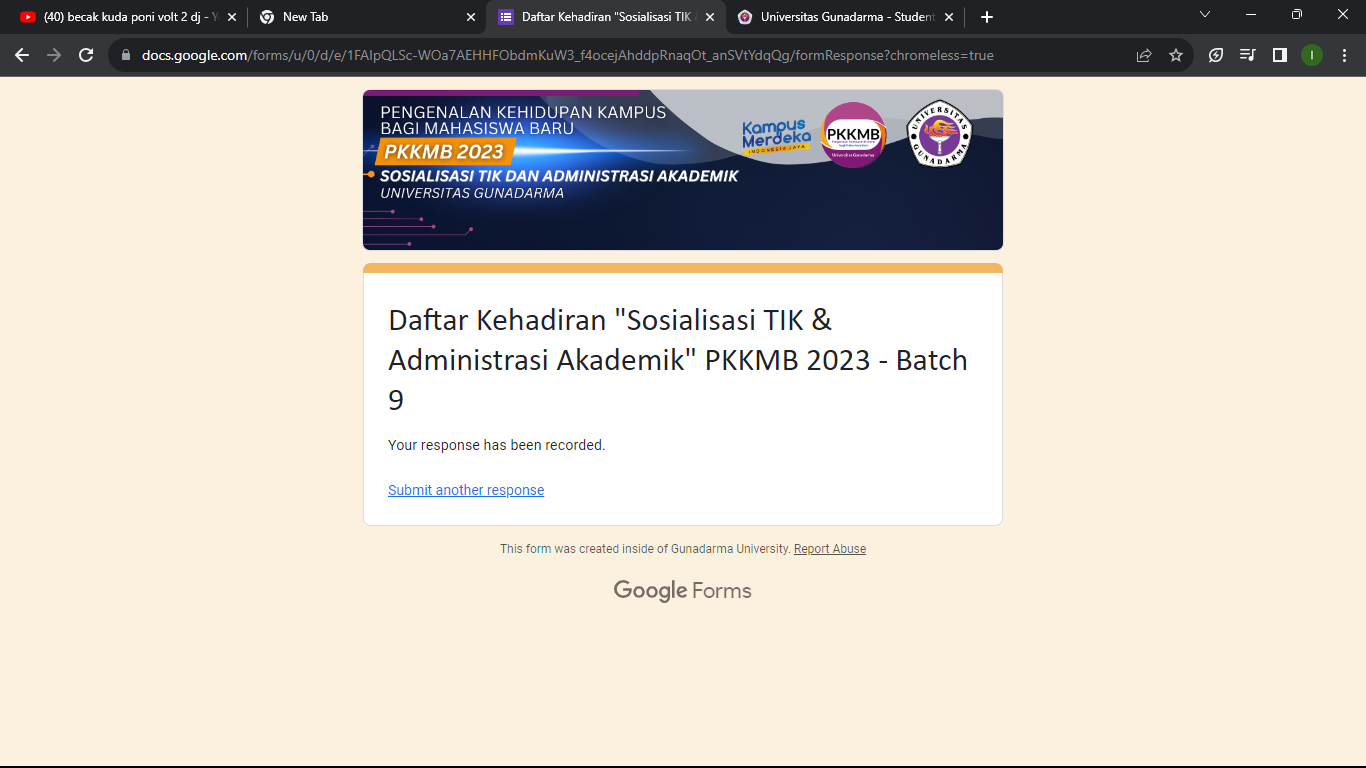 (40) becak kuda poni volt 2 dj - Y
New Tab
Daftar Kehadiran "Sosialisasi TIK &
Universitas Gunadarma - Student
docs.google.com/forms/u/0/d/e/1FAIpQLSc-WOa7AEHHFObdmKuW3_f4ocejAhddpRnaqOt_anSVtYdqQg/formResponse?chromeless=true
I
PENGENALAN KEHIDUPAN KAMPUS
BAGI MAHASISWA BARU
PKKMB 2023
SOSIALISASI TIK DAN ADMINISTRASI AKADEMIK
UNIVERSITAS GUNADARMA
Kampus
Merdeka
INDONESIA JAYA
PKKMB
Universitas Gunadarma
UNIVERSITAS
GUNADARMA
Daftar Kehadiran "Sosialisasi TIK &
Administrasi Akademik" PKKMB 2023 - Batch
9
Your response has been recorded.
Submit another response
This form was created inside of Gunadarma University. Report Abuse
Google Forms